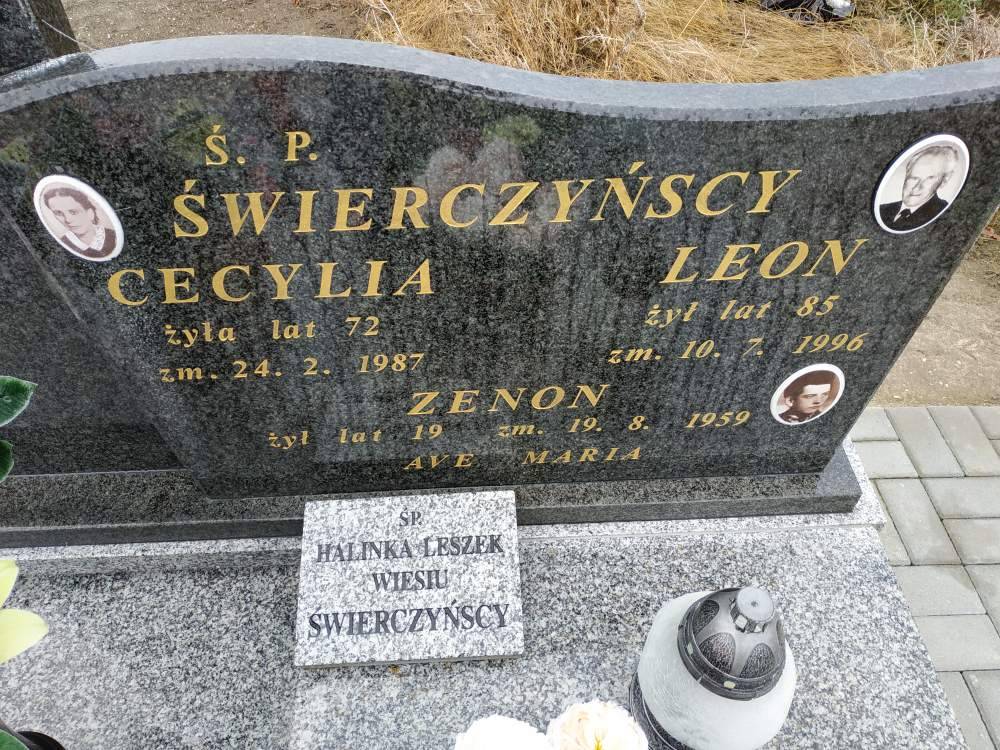 Ś. P.
ŚWIERCZYŃSCY
CECYLIA
żyła lat 72
zm. 24. 2. 1987
LEON
żył lat 85
zm. 10. 7. 1996
ZENON
żył lat 19 zm. 19. 8. 1959
AVE MARIA
ŚP.
HALINKA LESZEK
WIESIU
ŚWIERCZYŃSCY